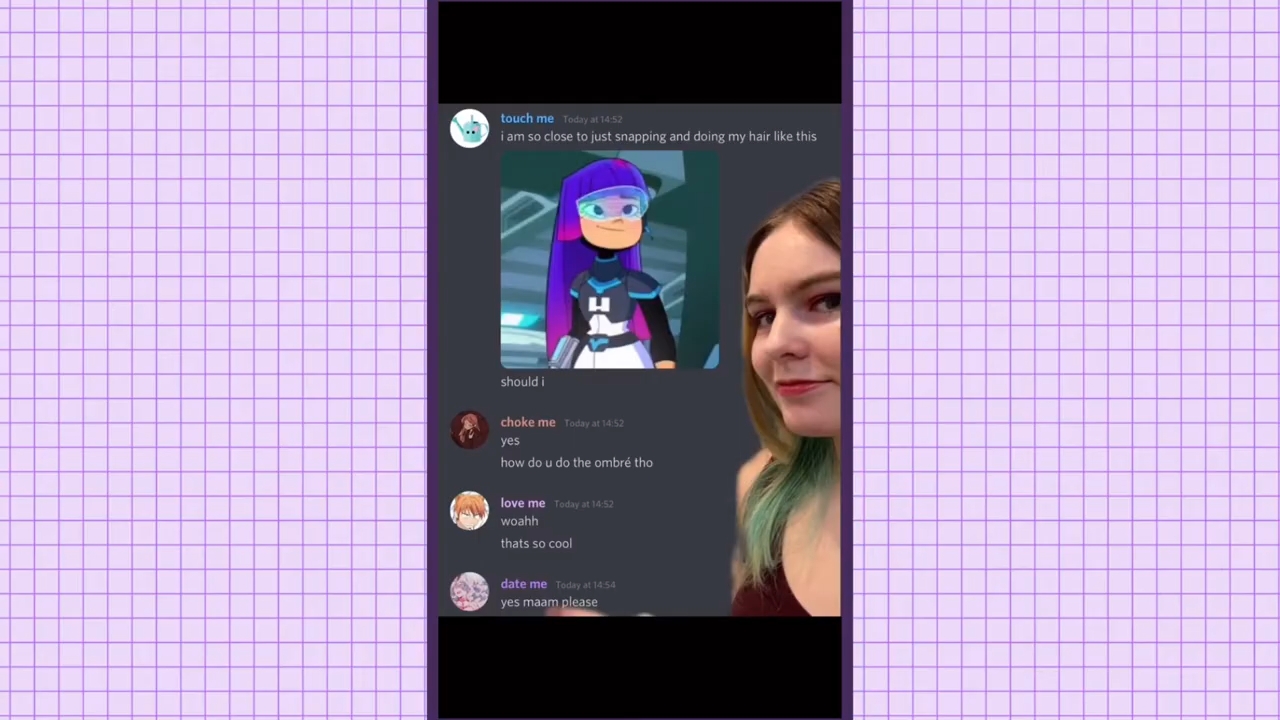 touch me Today at 14:52
i am so close to just snapping and doing my hair like this
H
should i
choke me Today at 14:52
yes
how do u do the ombré tho
love me Today at 14:52
woahh
thats so cool
date me Today at 14:54
yes maam please